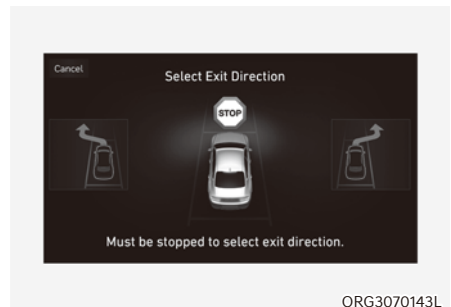 Cancel
Select Exit Direction
STOP
Must be stopped to select exit direction.
ORG3070143L